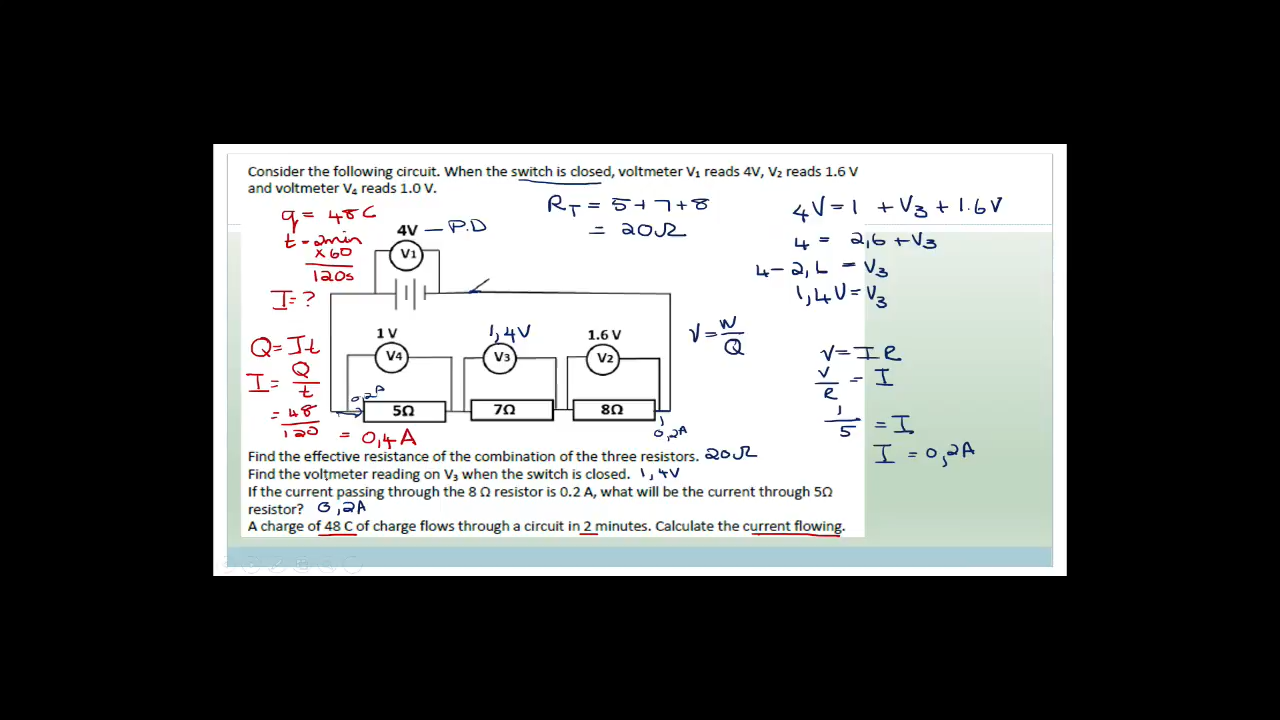 Consider the following circuit. When the switch is closed, voltmeter V₁ reads 4V, V₂ reads 1.6 V
and voltmeter V₄ reads 1.0 V.
q = 48C
t = 2min
×60
120s
I = ?
Q = It
I = Q/t
= 48/120 = 0,4A
R_T = 5+7+8
= 20Ω
4V – P.D
V1
1 V
V4
1,4V
V3
1.6 V
V2
V = W/Q
0,2A
5Ω
7Ω
8Ω
0,2A
4V = 1 + V₃ + 1.6V
4 = 2,6 + V₃
4 – 2,6 = V₃
1,4V = V₃
V = IR
V/R = I
1/5 = I
I = 0,2A
Find the effective resistance of the combination of the three resistors. 20Ω
Find the voltmeter reading on V₃ when the switch is closed. 1,4V
If the current passing through the 8 Ω resistor is 0.2 A, what will be the current through 5Ω
resistor? 0,2A
A charge of 48 C of charge flows through a circuit in 2 minutes. Calculate the current flowing.